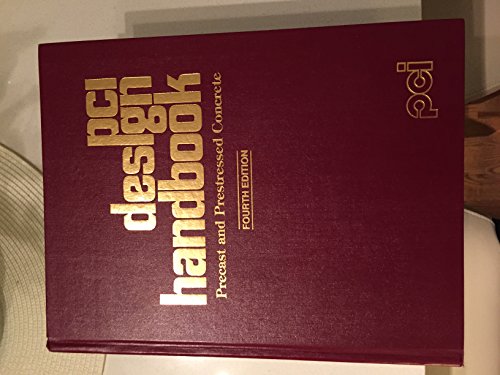 pci
design
handbook
Precast and Prestressed Concrete
FOURTH EDITION
pci